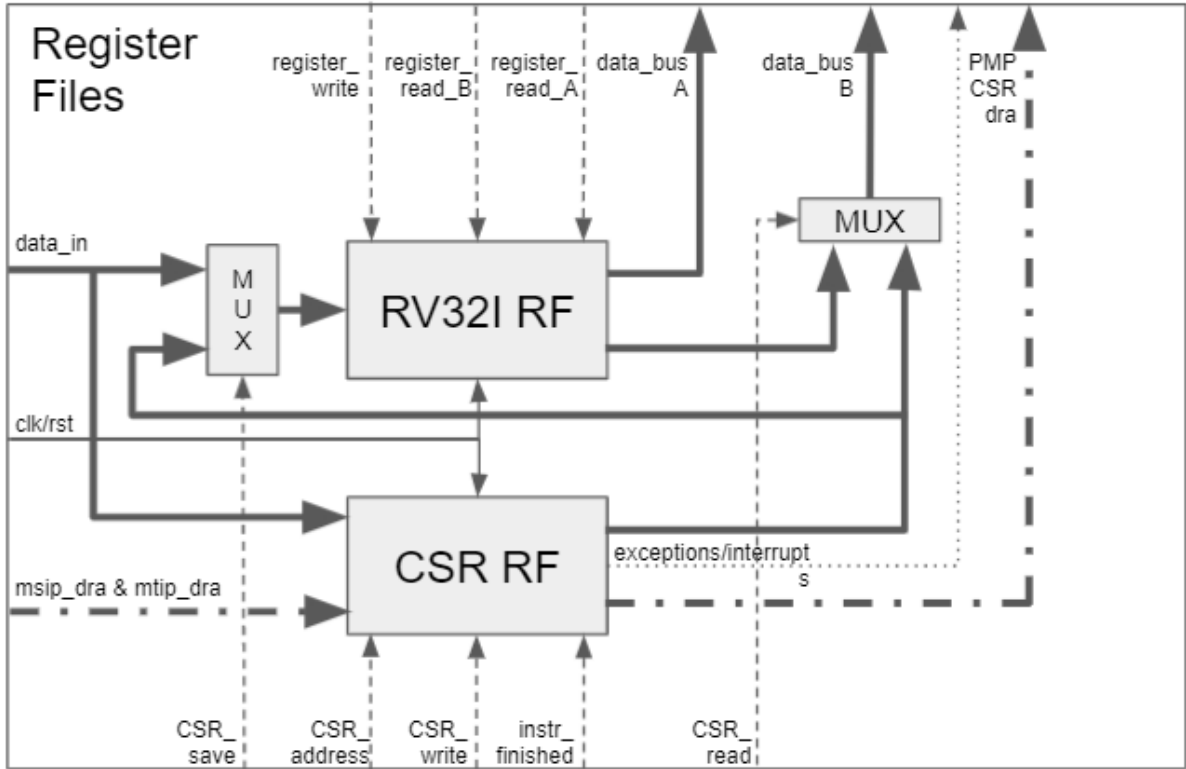 Register
Files
register_
write
register_
read_B
register_
read_A
data_bus
A
data_bus
B
PMP
CSR
dra
data_in
M
U
X
RV32I RF
MUX
clk/rst
CSR RF
exceptions/interrupt
s
msip_dra & mtip_dra
CSR_
save
CSR_
address
CSR_
write
instr_
finished
CSR_
read